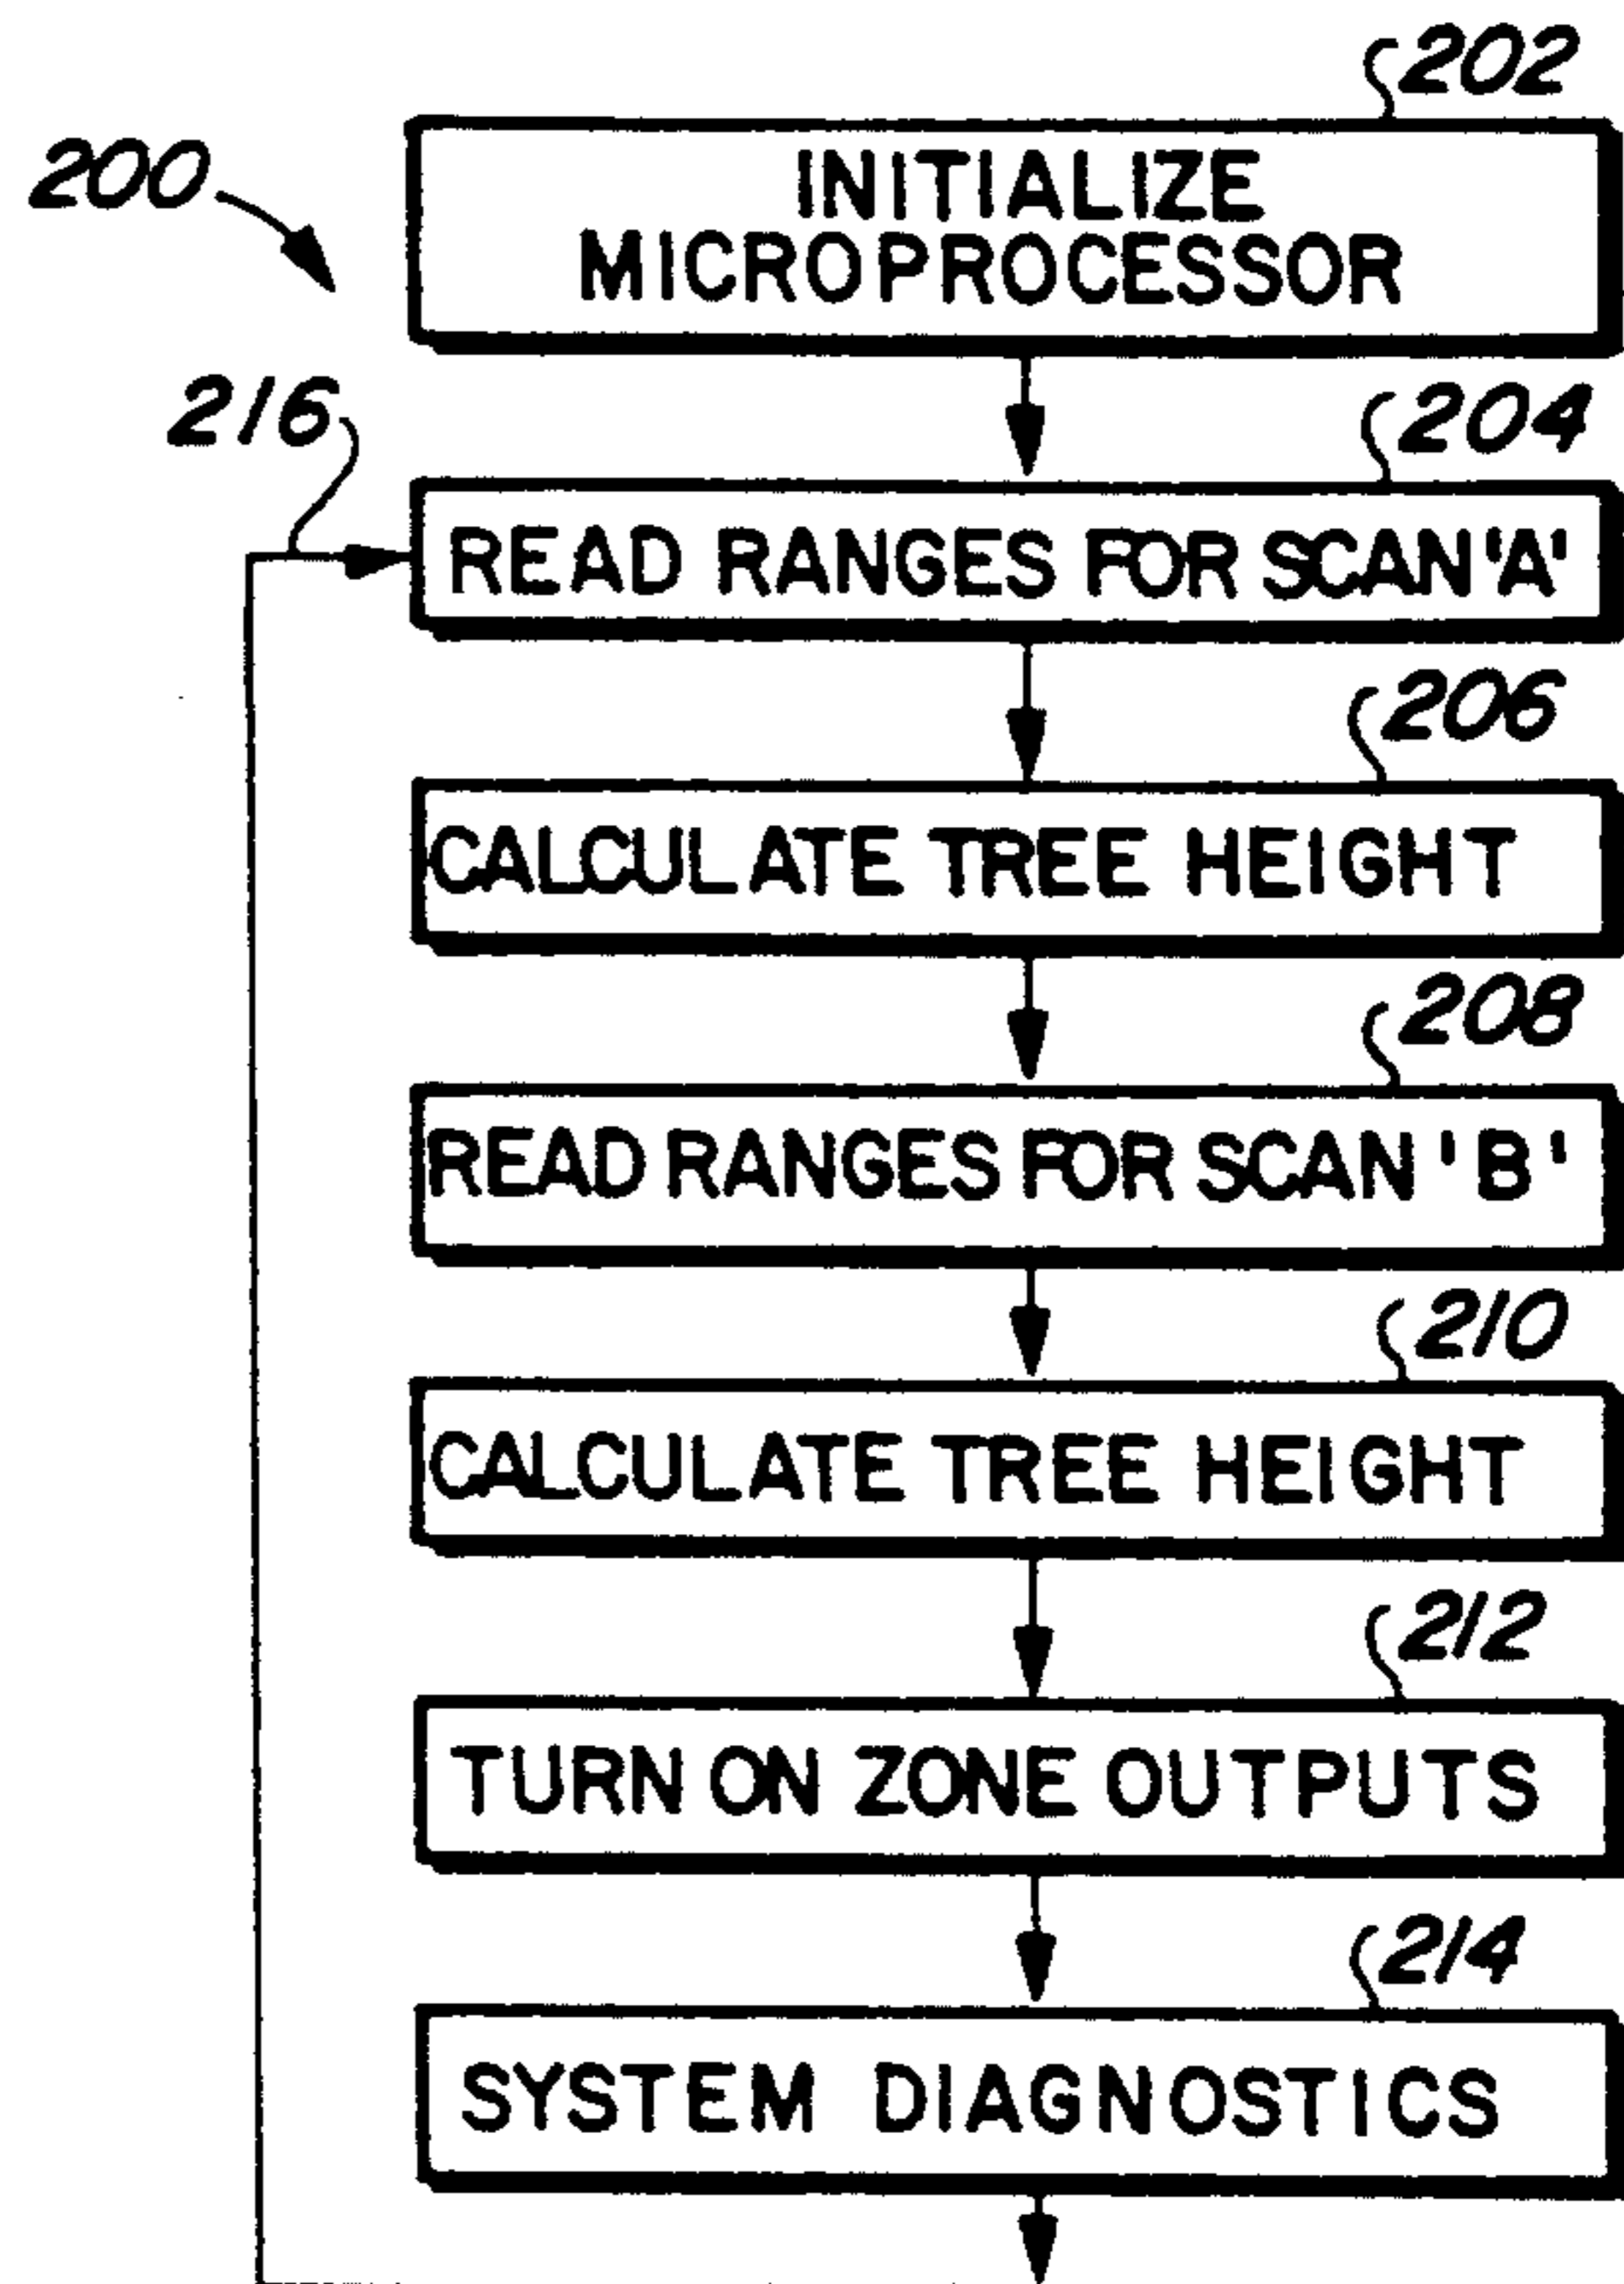 202
200
INITIALIZE
MICROPROCESSOR
216
204
READ RANGES FOR SCAN 'A'
206
CALCULATE TREE HEIGHT
208
READ RANGES FOR SCAN 'B'
210
CALCULATE TREE HEIGHT
212
TURN ON ZONE OUTPUTS
214
SYSTEM DIAGNOSTICS